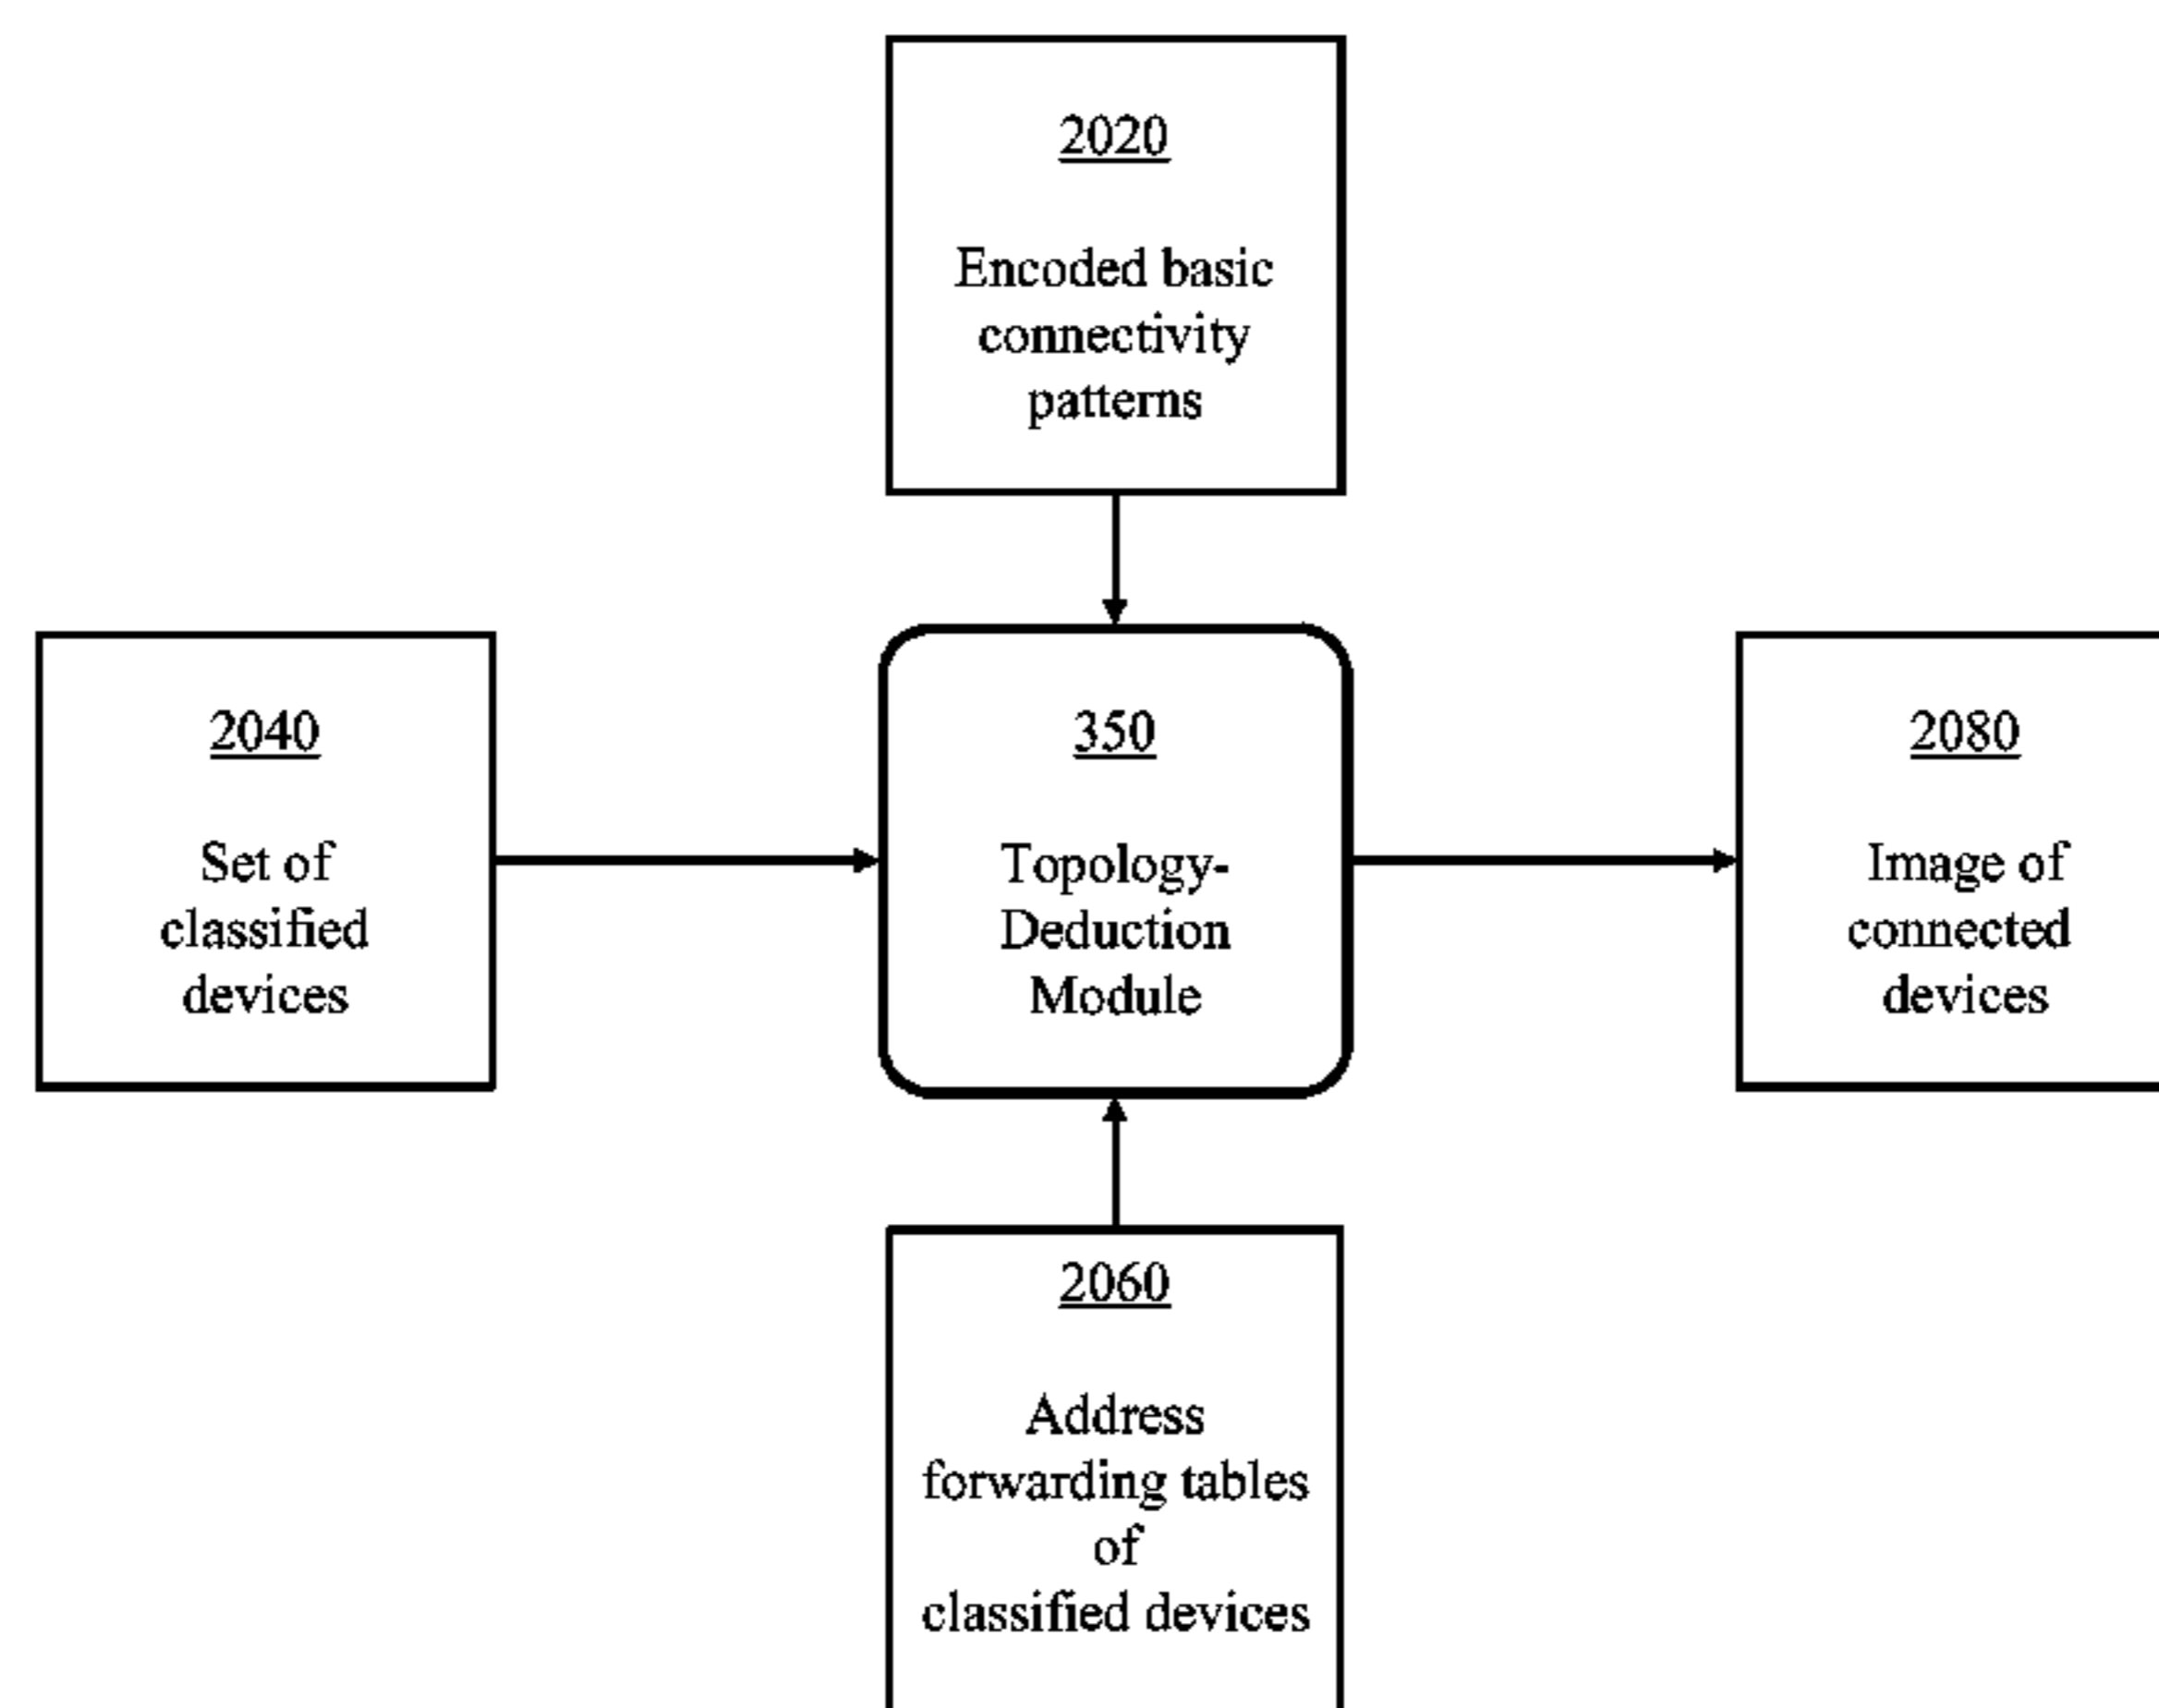 2020
Encoded basic
connectivity
patterns
2040
Set of
classified
devices
350
Topology-
Deduction
Module
2080
Image of
connected
devices
2060
Address
forwarding tables
of
classified devices